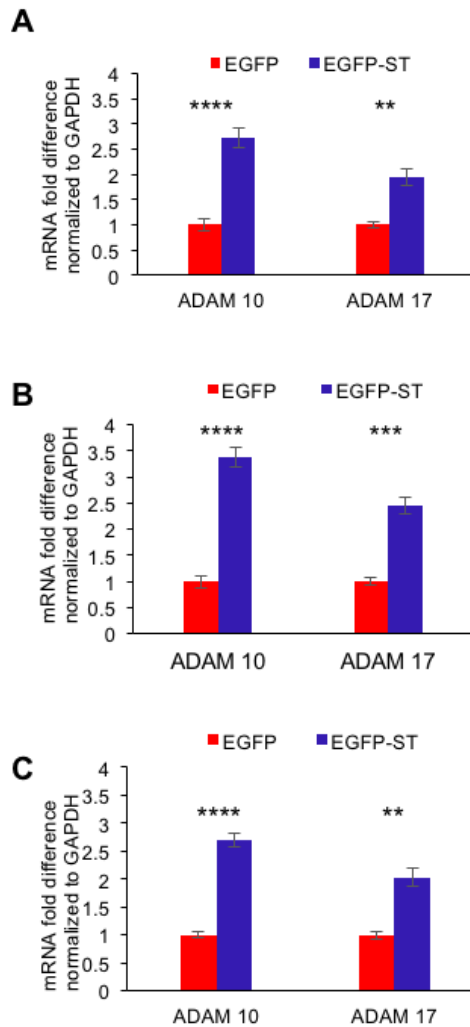 A
EGFP EGFP-ST
mRNA fold difference
normalized to GAPDH
4
3.5
3
2.5
2
1.5
1
0.5
0
**** **
ADAM 10 ADAM 17
B
EGFP EGFP-ST
mRNA fold difference
normalized to GAPDH
4
3.5
3
2.5
2
1.5
1
0.5
0
**** ***
ADAM 10 ADAM 17
C
EGFP EGFP-ST
mRNA fold difference
normalized to GAPDH
4
3.5
3
2.5
2
1.5
1
0.5
0
**** **
ADAM 10 ADAM 17